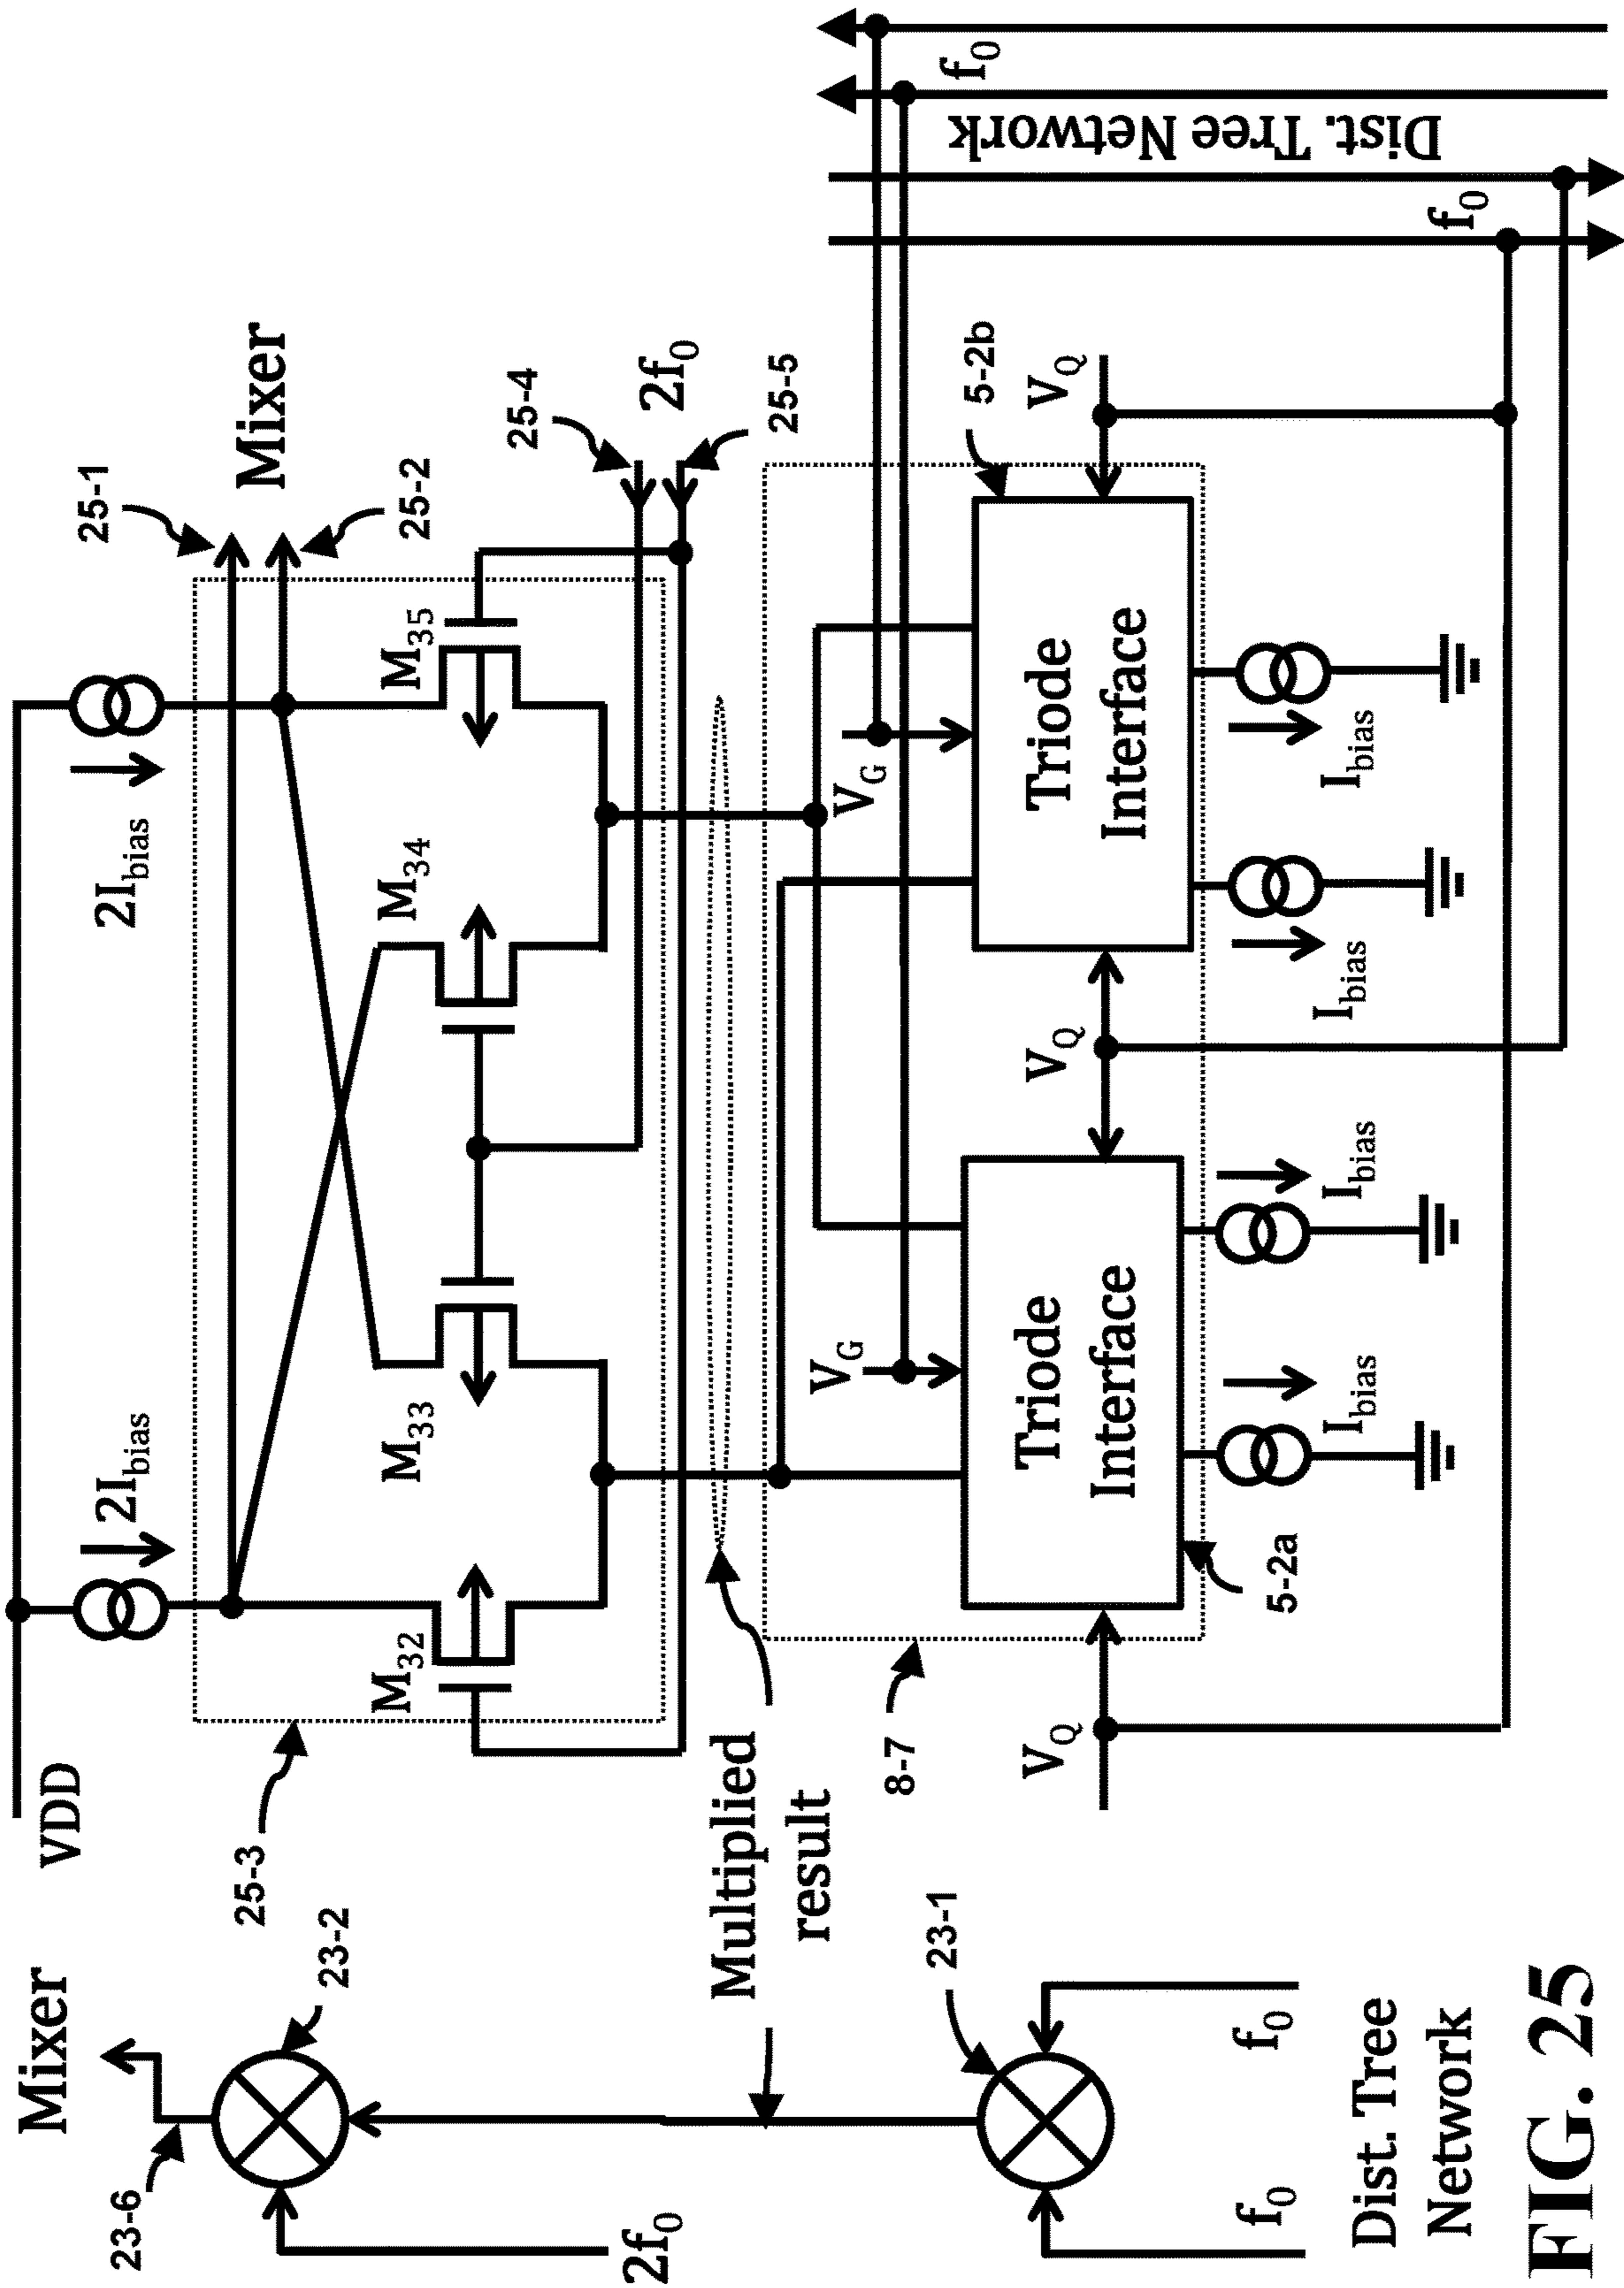 Mixer
23-6
23-2
2f0
Multiplied
result
23-1
f0
f0
Dist. Tree
Network
FIG. 25
VDD
2Ibias
2Ibias
25-1
Mixer
25-2
25-3
M32
M33
M34
M35
25-4
2f0
25-5
8-7
VG
VG
5-2b
VQ
Triode
Interface
VQ
Triode
Interface
VQ
5-2a
Ibias
Ibias
Ibias
Ibias
f0
Dist. Tree Network
f0